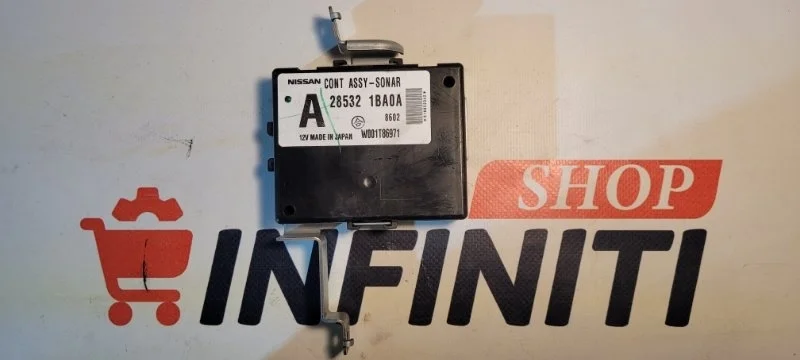 NISSAN CONT ASSY-SONAR
A 28532 1BA0A
8602
12V MADE IN JAPAN W001T86971
SHOP
INFINITI